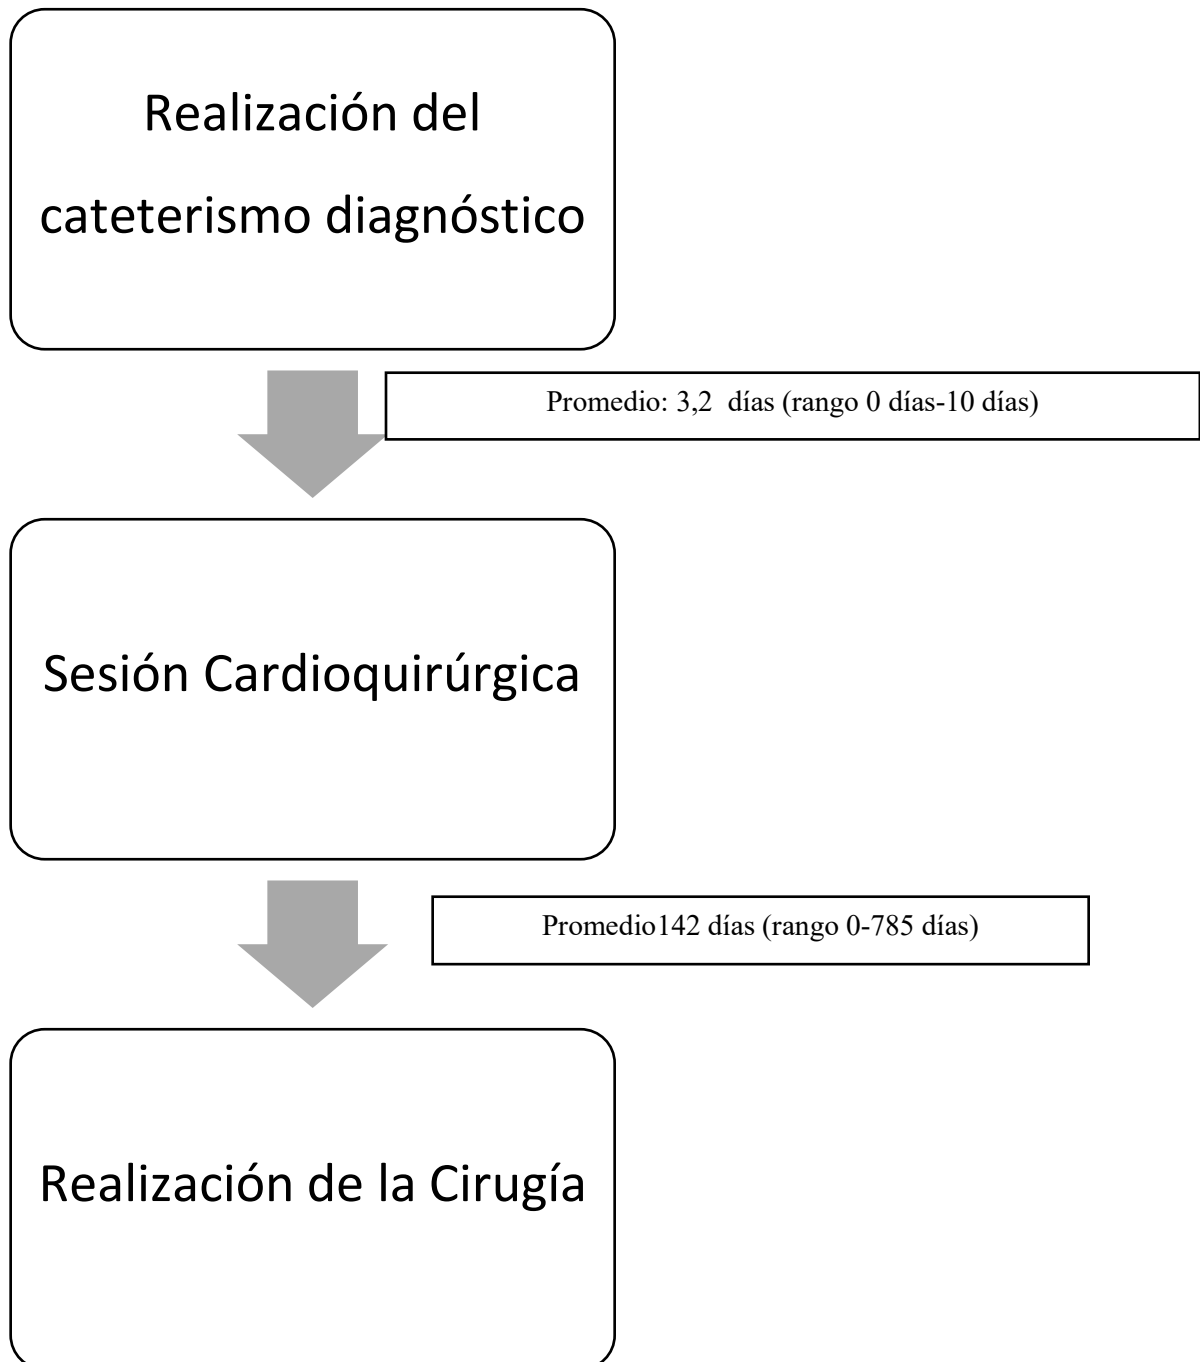 Realización del
cateterismo diagnóstico
Promedio: 3,2  días (rango 0 días-10 días)
Sesión Cardioquirúrgica
Promedio142 días (rango 0-785 días)
Realización de la Cirugía